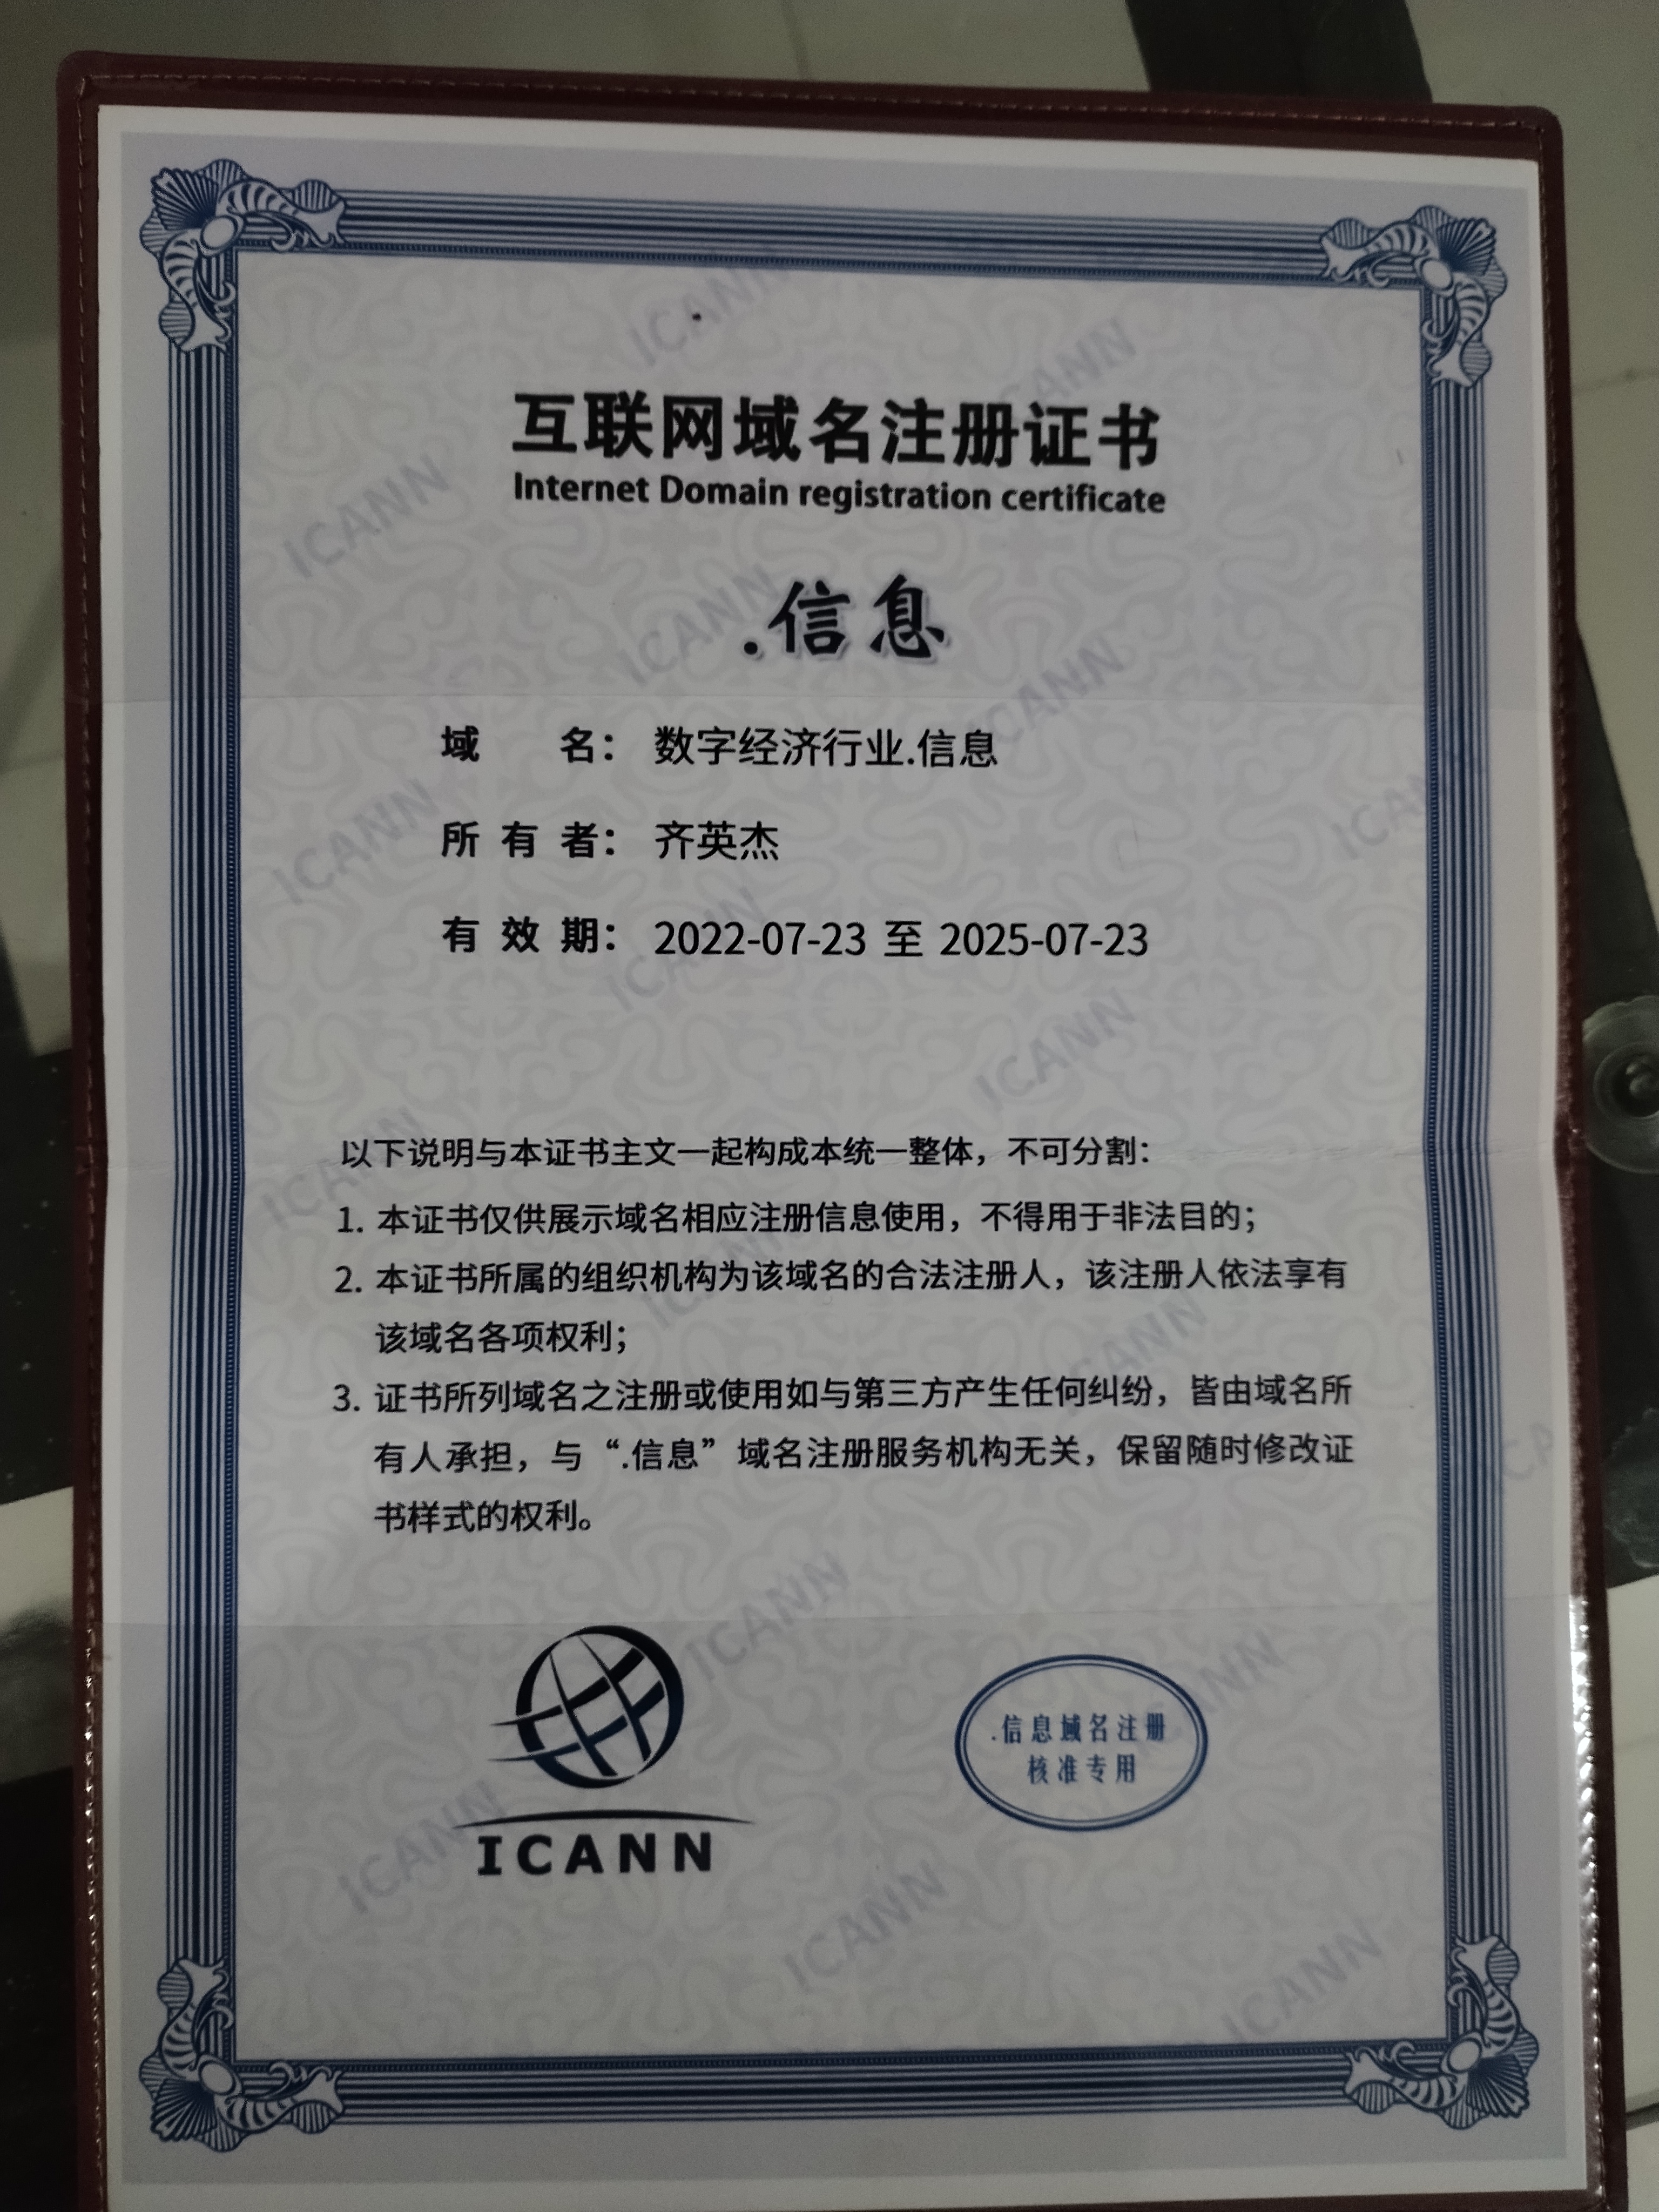 互联网域名注册证书
Internet Domain registration certificate
.信息
域 名： 数字经济行业.信息
所有者： 齐英杰
有效期： 2022-07-23 至 2025-07-23
以下说明与本证书主文一起构成本统一整体，不可分割：
1. 本证书仅供展示域名相应注册信息使用，不得用于非法目的；
2. 本证书所属的组织机构为该域名的合法注册人，该注册人依法享有
该域名各项权利；
3. 证书所列域名之注册或使用如与第三方产生任何纠纷，皆由域名所
有人承担，与“.信息”域名注册服务机构无关，保留随时修改证
书样式的权利。
ICANN
.信息域名注册
核准专用